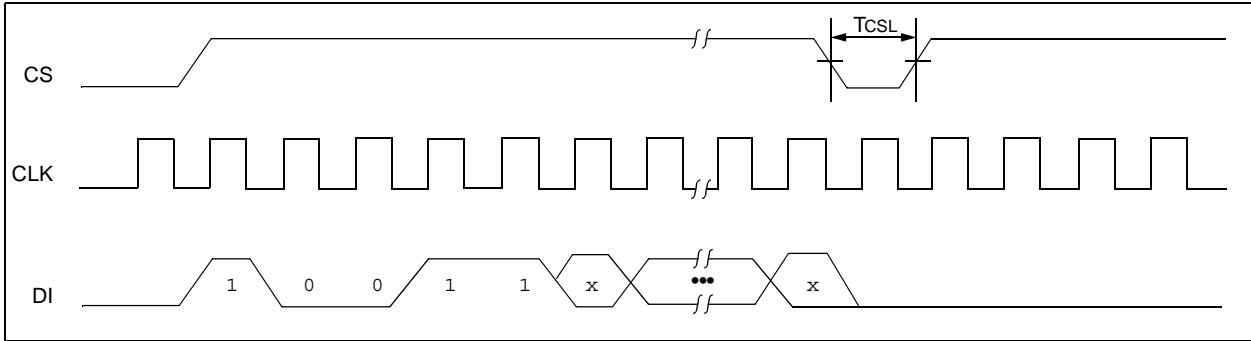 TCSL
CS
CLK
DI 1 0 0 1 1 x ••• x